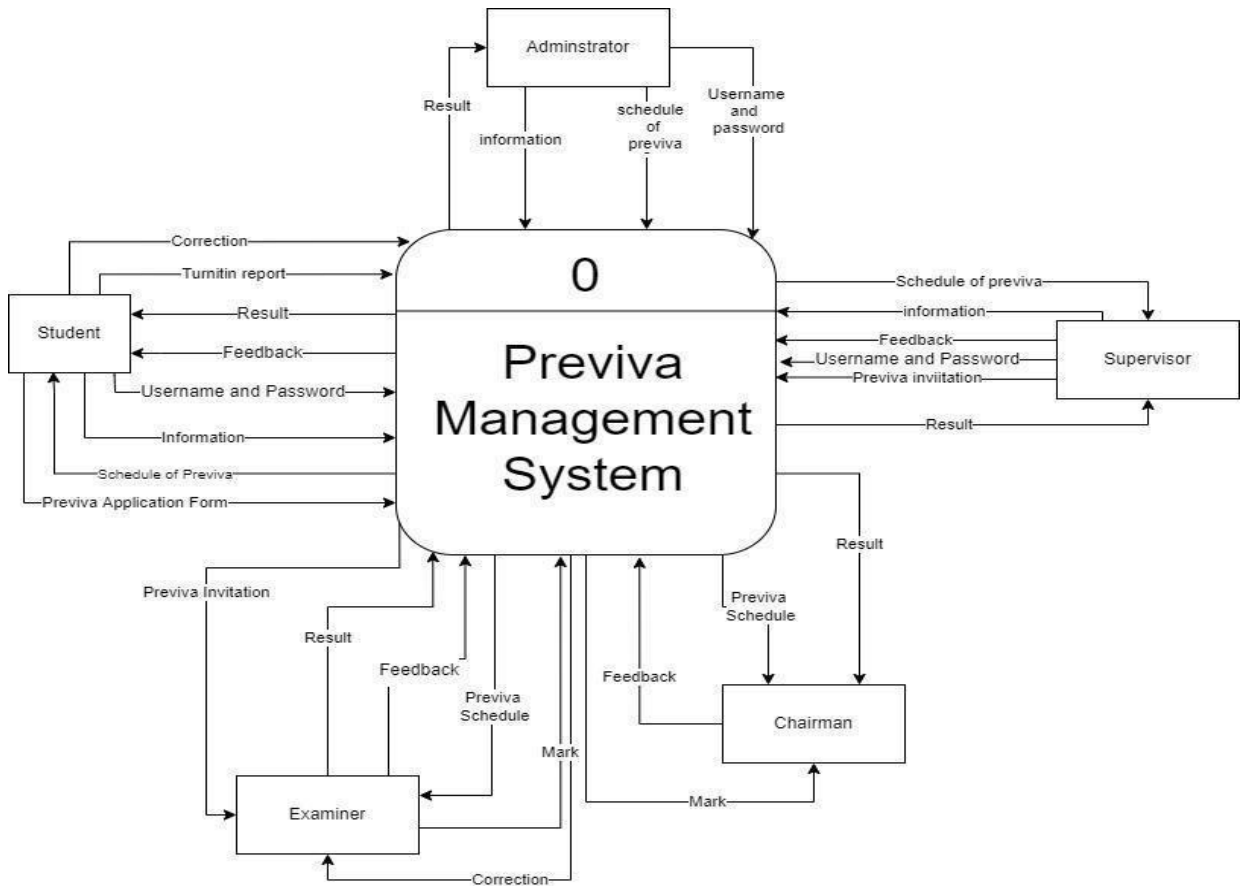 Adminstrator
Result
information
schedule
of
previva
Username
and
password
Correction
Turnitin report
Result
Student
Feedback
Username and Password
Information
Schedule of Previva
Previva Application Form
0
Previva
Management
System
Schedule of previva
information
Feedback
Username and Password
Previva inviitation
Supervisor
Result
Result
Previva
Schedule
Feedback
Chairman
Mark
Previva Invitation
Result
Feedback
Previva
Schedule
Mark
Examiner
Correction